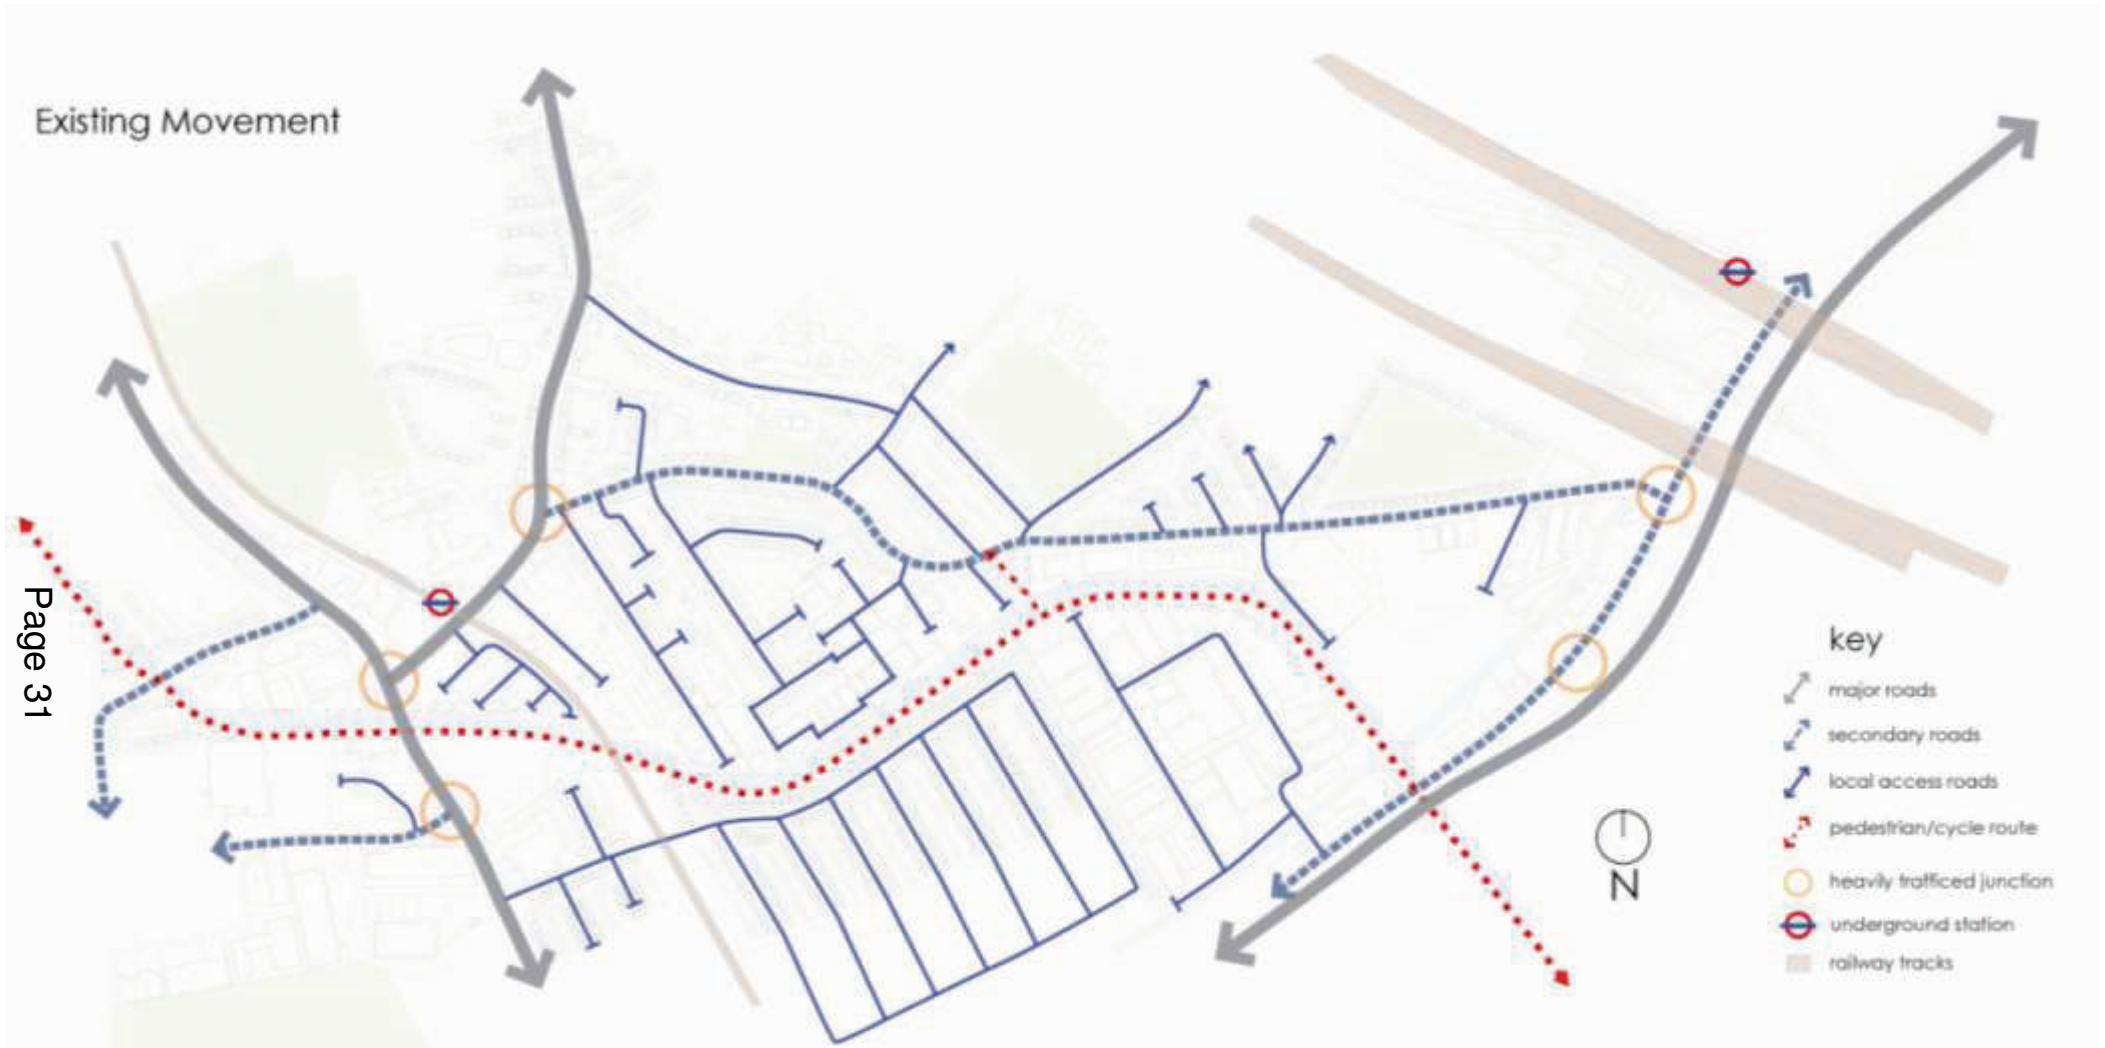 Existing Movement
Page 31
key
major roads
secondary roads
local access roads
pedestrian/cycle route
heavily trafficed junction
underground station
railway tracks
N